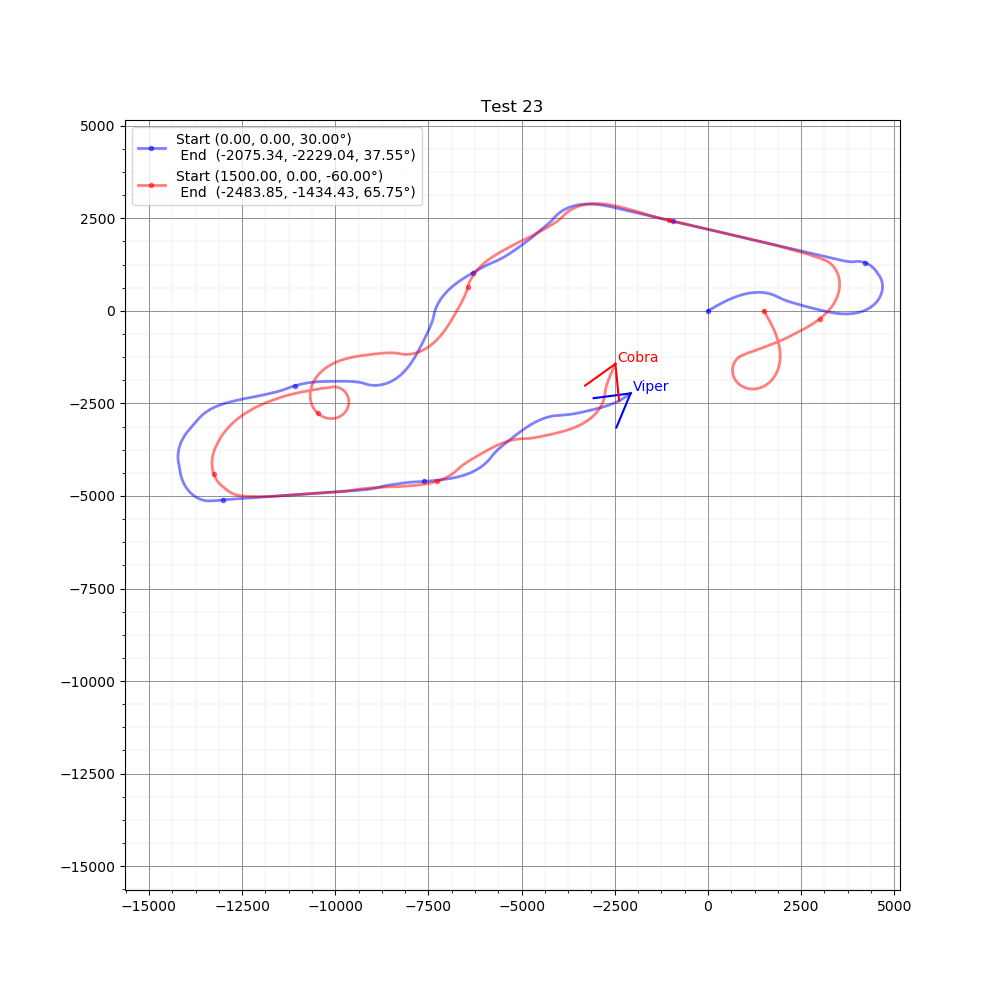 Test 23
Start (0.00, 0.00, 30.00°)
End (-2075.34, -2229.04, 37.55°)
Start (1500.00, 0.00, -60.00°)
End (-2483.85, -1434.43, 65.75°)
5000
2500
0
−2500
−5000
−7500
−10000
−12500
−15000
Cobra
Viper
−15000 −12500 −10000 −7500 −5000 −2500 0 2500 5000